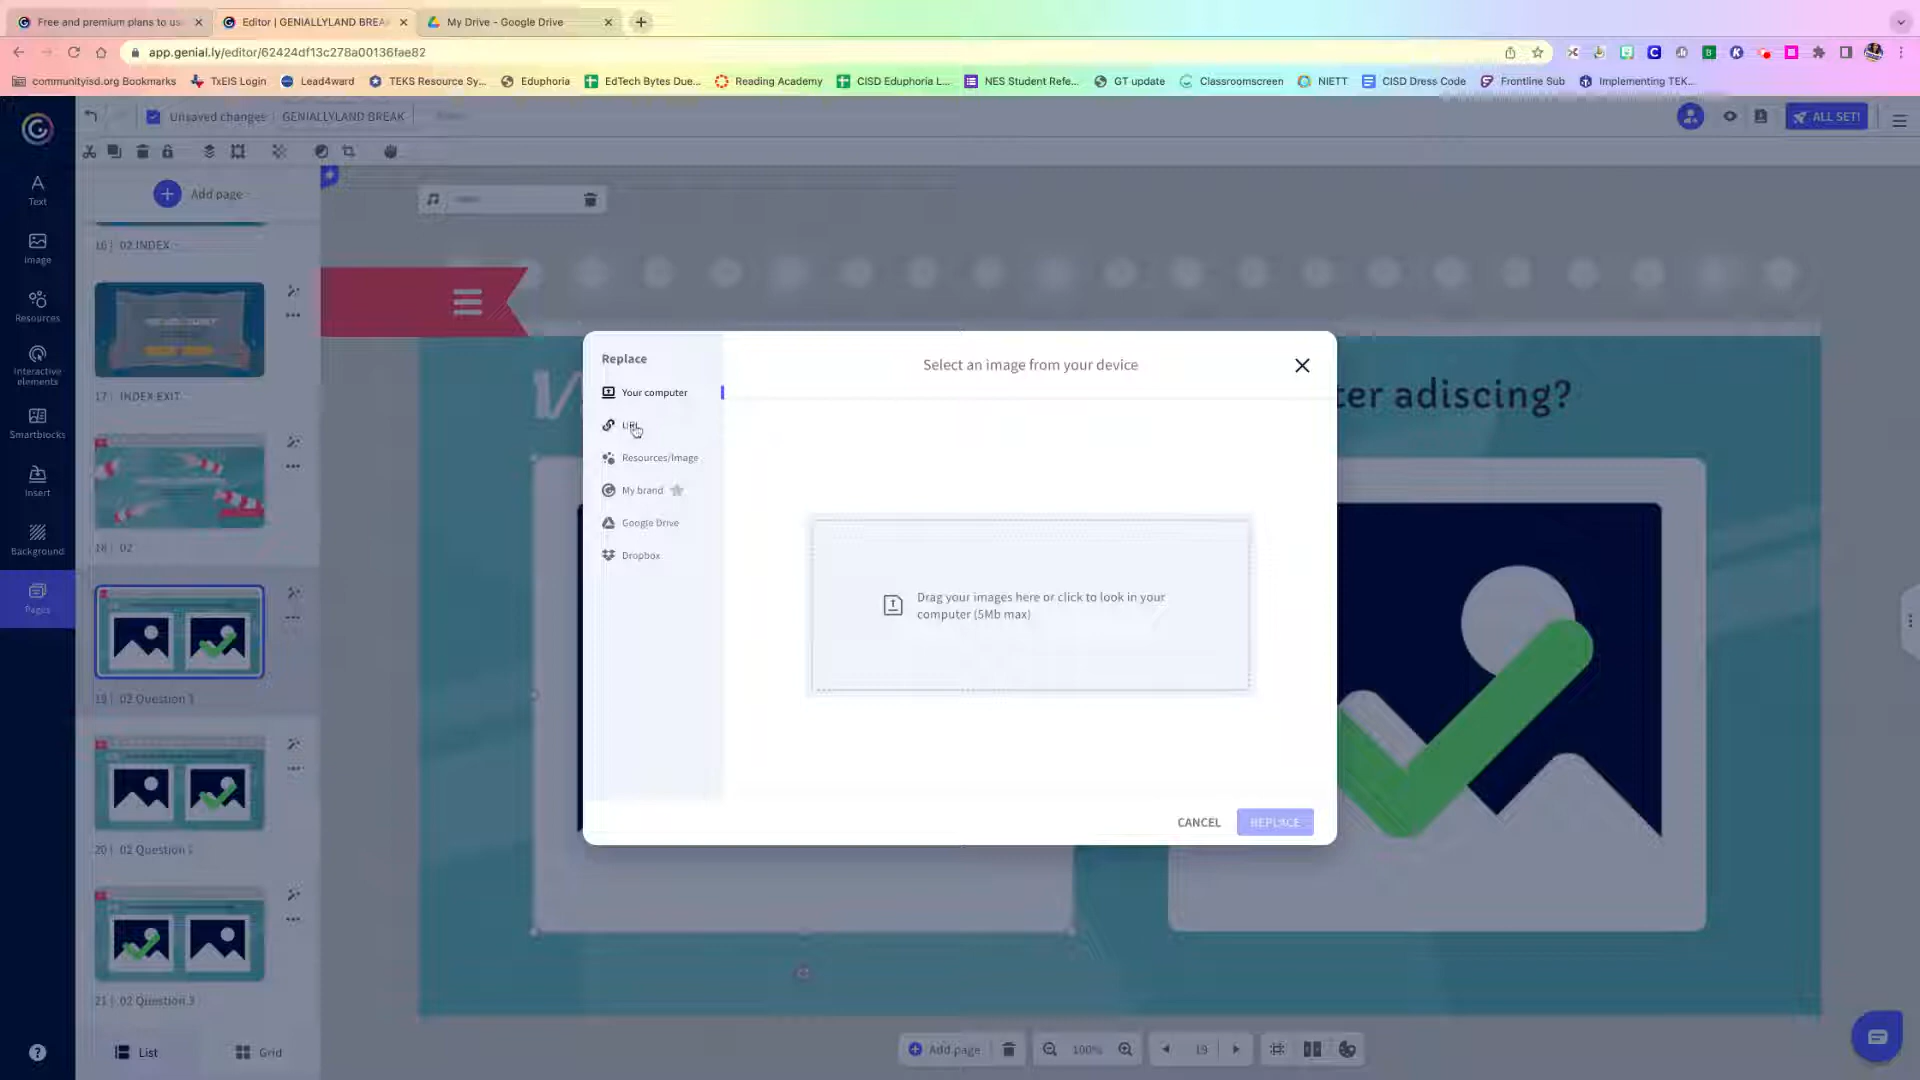 Free and premium plans to us
Editor | GENIALLYLAND BREA
My Drive - Google Drive
app.genial.ly/editor/62424df13c278a00136fae82
communityisd.org Bookmarks
TxEIS Login
Lead4ward
TEKS Resource Sy...
Eduphoria
EdTech Bytes Due...
Reading Academy
CISD Eduphoria L...
NES Student Refe...
GT update
Classroomscreen
NIETT
CISD Dress Code
Frontline Sub
Implementing TEK...
Unsaved changes
GENIALLYLAND BREAK
ALL SET!
Text
Image
Resources
Interactive elements
Smartblocks
Insert
Background
Pages
Add page
16 | 02 INDEX
17 | INDEX EXIT
18 | 02
19 | 02 Question 1
20 | 02 Question 2
21 | 02 Question 3
List
Grid
ter adiscing?
Replace
Your computer
URL
Resources/Image
My brand
Google Drive
Dropbox
Select an image from your device
Drag your images here or click to look in your
computer (5Mb max)
CANCEL
REPLACE
Add page
100%
19